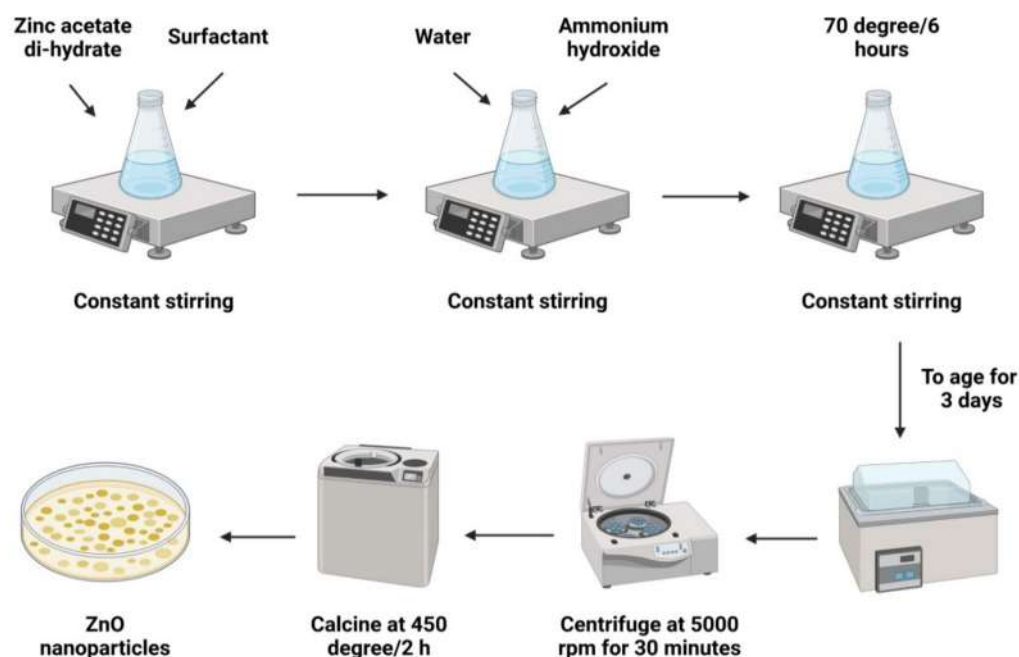 Zinc acetate
di-hydrate
Surfactant
Water
Ammonium
hydroxide
70 degree/6
hours
Constant stirring
Constant stirring
Constant stirring
To age for
3 days
ZnO
nanoparticles
Calcine at 450
degree/2 h
Centrifuge at 5000
rpm for 30 minutes